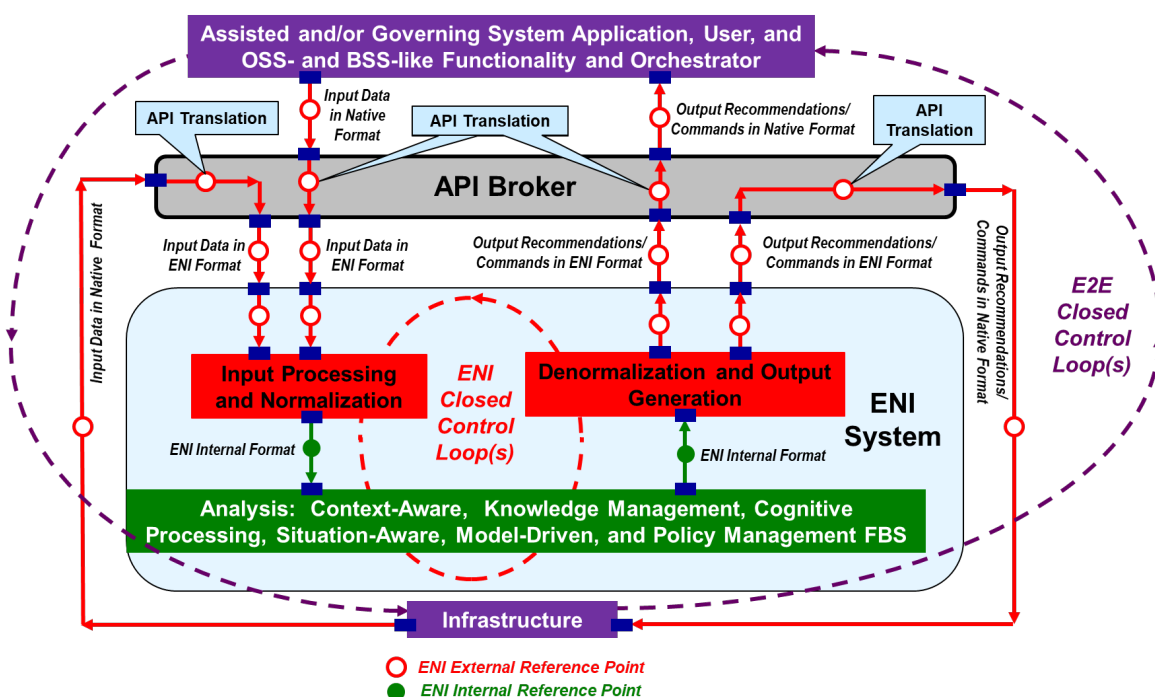 Assisted and/or Governing System Application, User, and
OSS- and BSS-like Functionality and Orchestrator
Input Data
in Native
Format
Output Recommendations/
Commands in Native Format
API Translation
API Translation
API
Translation
API Broker
Input Data in
ENI Format
Input Data in
ENI Format
Output Recommendations/
Commands in ENI Format
Output Recommendations/
Commands in ENI Format
Input Data in Native Format
Output Recommendations/
Commands in Native Format
E2E
Closed
Control
Loop(s)
Input Processing
and Normalization
ENI
Closed
Control
Loop(s)
Denormalization and Output
Generation
ENI
System
ENI Internal Format
ENI Internal Format
Analysis: Context-Aware, Knowledge Management, Cognitive
Processing, Situation-Aware, Model-Driven, and Policy Management FBS
Infrastructure
ENI External Reference Point
ENI Internal Reference Point